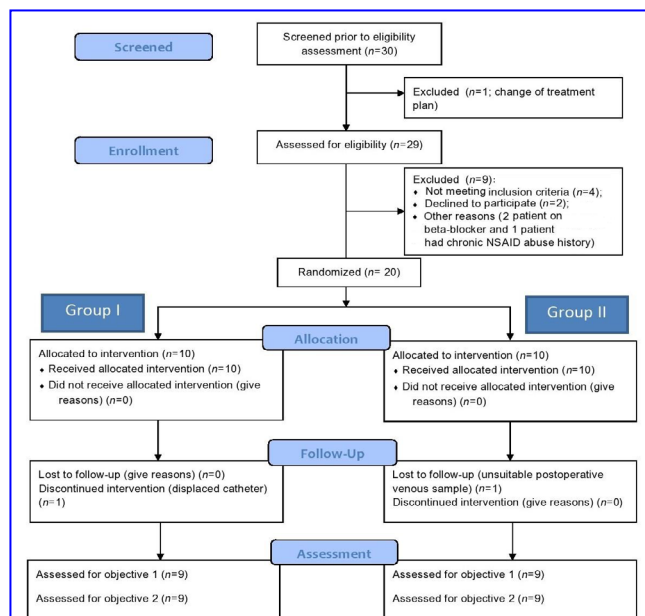 Screened
Screened prior to eligibility
assessment (n=30)
Excluded (n=1; change of treatment
plan)
Enrollment
Assessed for eligibility (n=29)
Excluded (n=9):
♦ Not meeting inclusion criteria (n=4);
♦ Declined to participate (n=2);
♦ Other reasons (2 patient on
beta-blocker and 1 patient
had chronic NSAID abuse history)
Randomized (n= 20)
Group I
Group II
Allocation
Allocated to intervention (n=10)
♦ Received allocated intervention (n=10)
♦ Did not receive allocated intervention (give
reasons) (n=0)
Allocated to intervention (n=10)
♦ Received allocated intervention (n=10)
♦ Did not receive allocated intervention (give
reasons) (n=0)
Follow-Up
Lost to follow-up (give reasons) (n=0)
Discontinued intervention (displaced catheter)
(n=1)
Lost to follow-up (unsuitable postoperative
venous sample) (n=1)
Discontinued intervention (give reasons) (n=0)
Assessment
Assessed for objective 1 (n=9)
Assessed for objective 2 (n=9)
Assessed for objective 1 (n=9)
Assessed for objective 2 (n=9)